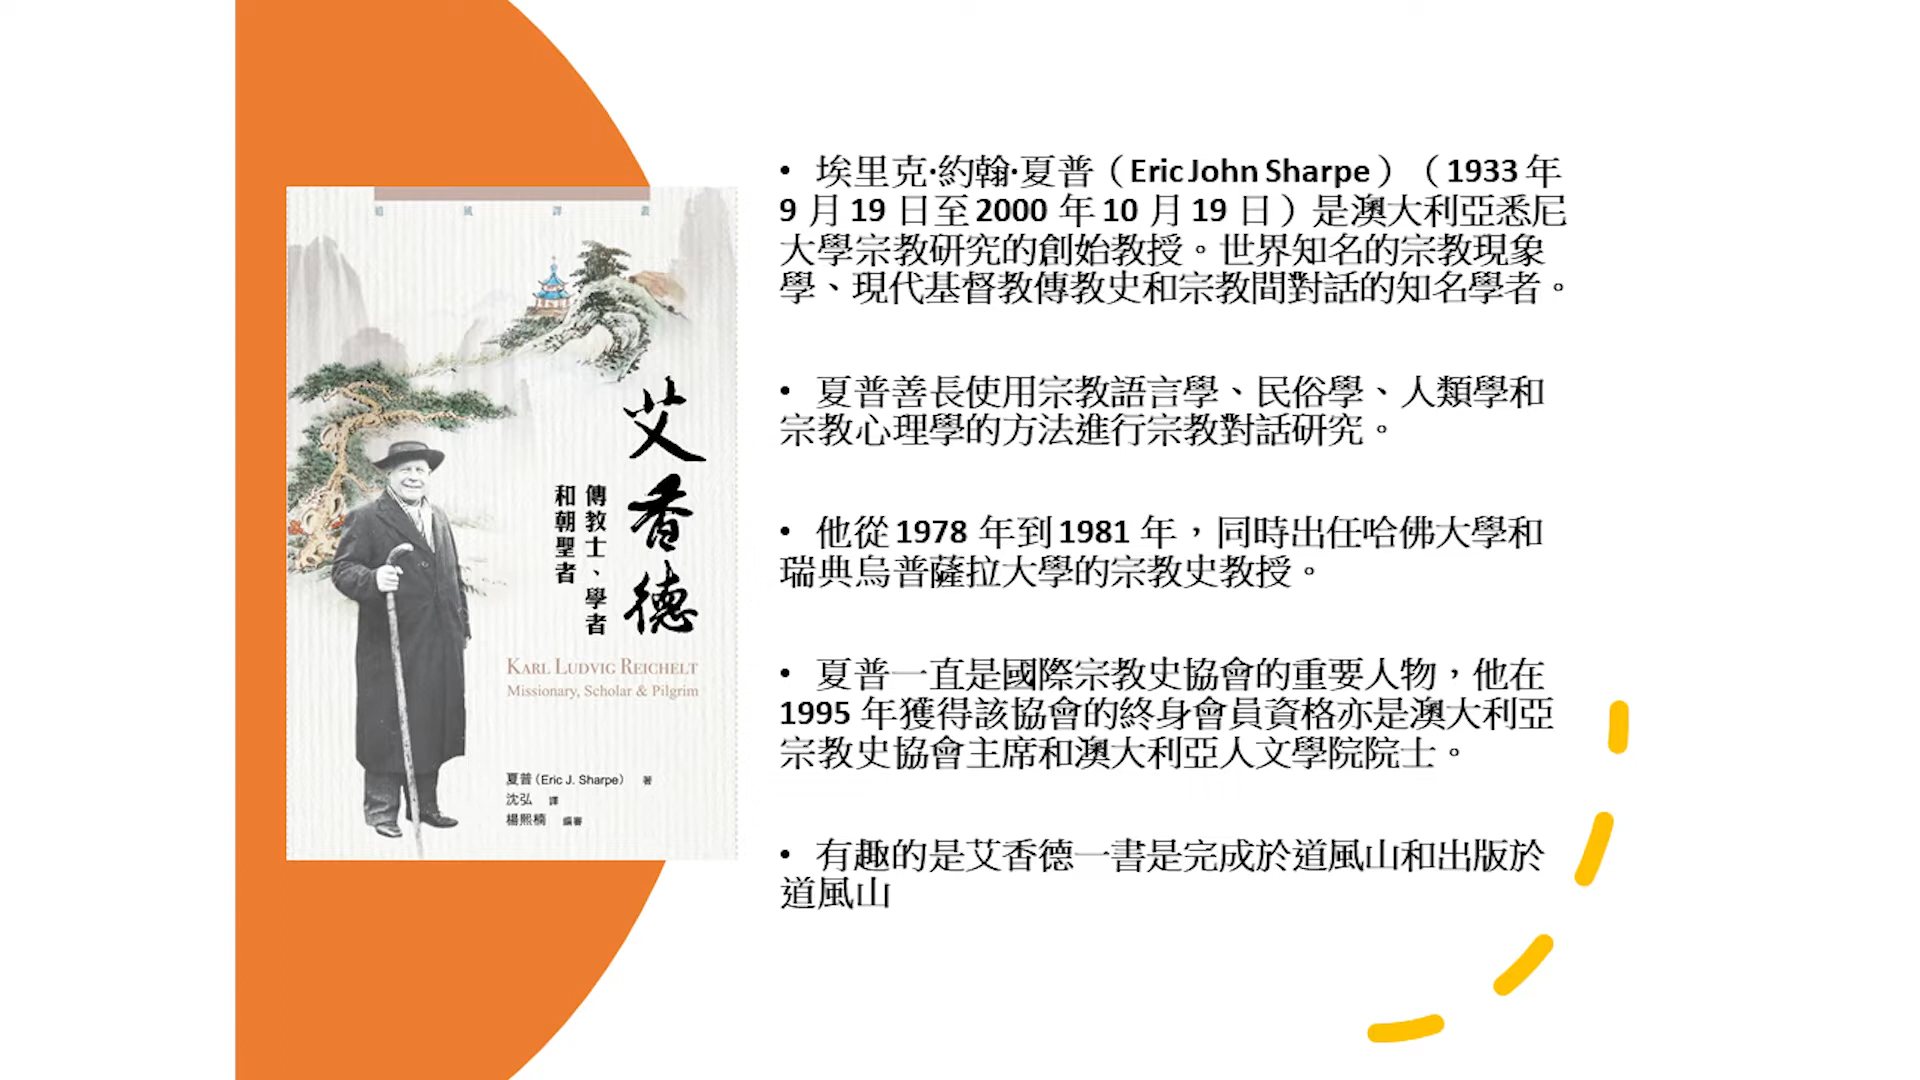 道風譯叢
艾香德
傳教士、學者
和朝聖者
KARL LUDVIG REICHELT
Missionary, Scholar & Pilgrim
夏普（Eric J. Sharpe） 著
沈弘 譯
楊熙楠 編審
• 埃里克·約翰·夏普（Eric John Sharpe）（1933 年
9 月 19 日至 2000 年 10 月 19 日）是澳大利亞悉尼
大學宗教研究的創始教授。世界知名的宗教現象
學、現代基督教傳教史和宗教間對話的知名學者。
• 夏普善長使用宗教語言學、民俗學、人類學和
宗教心理學的方法進行宗教對話研究。
• 他從 1978 年到 1981 年，同時出任哈佛大學和
瑞典烏普薩拉大學的宗教史教授。
• 夏普一直是國際宗教史協會的重要人物，他在
1995 年獲得該協會的終身會員資格亦是澳大利亞
宗教史協會主席和澳大利亞人文學院院士。
• 有趣的是艾香德一書是完成於道風山和出版於
道風山